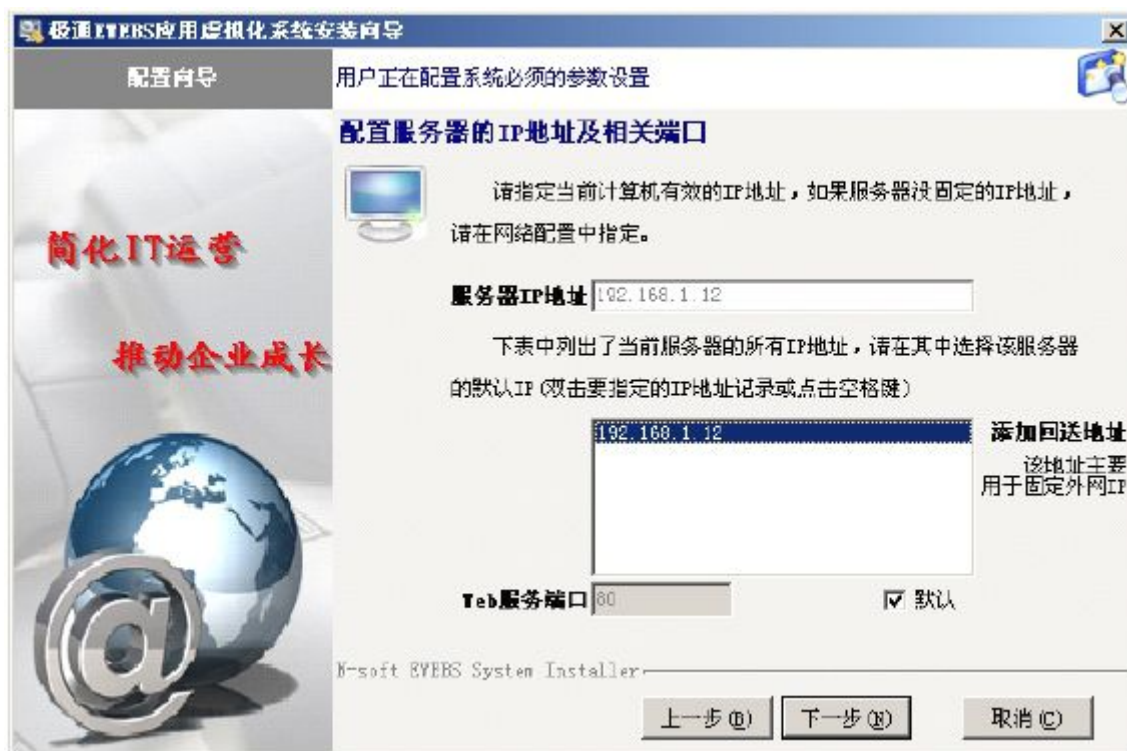 极通EWEBS应用虚拟化系统安装向导
配置向导
用户正在配置系统必须的参数设置
配置服务器的IP地址及相关端口
请指定当前计算机有效的IP地址，如果服务器没固定的IP地址，
请在网络配置中指定。
简化IT运营
推动企业成长
服务器IP地址 192.168.1.12
下表中列出了当前服务器的所有IP地址，请在其中选择该服务器
的默认IP(双击要指定的IP地址记录或点击空格键)
192.168.1.12
添加回送地址
该地址主要
用于固定外网IP
Web服务端口 80 默认
N-soft EWEBS System Installer
上一步(B) 下一步(N) 取消(C)